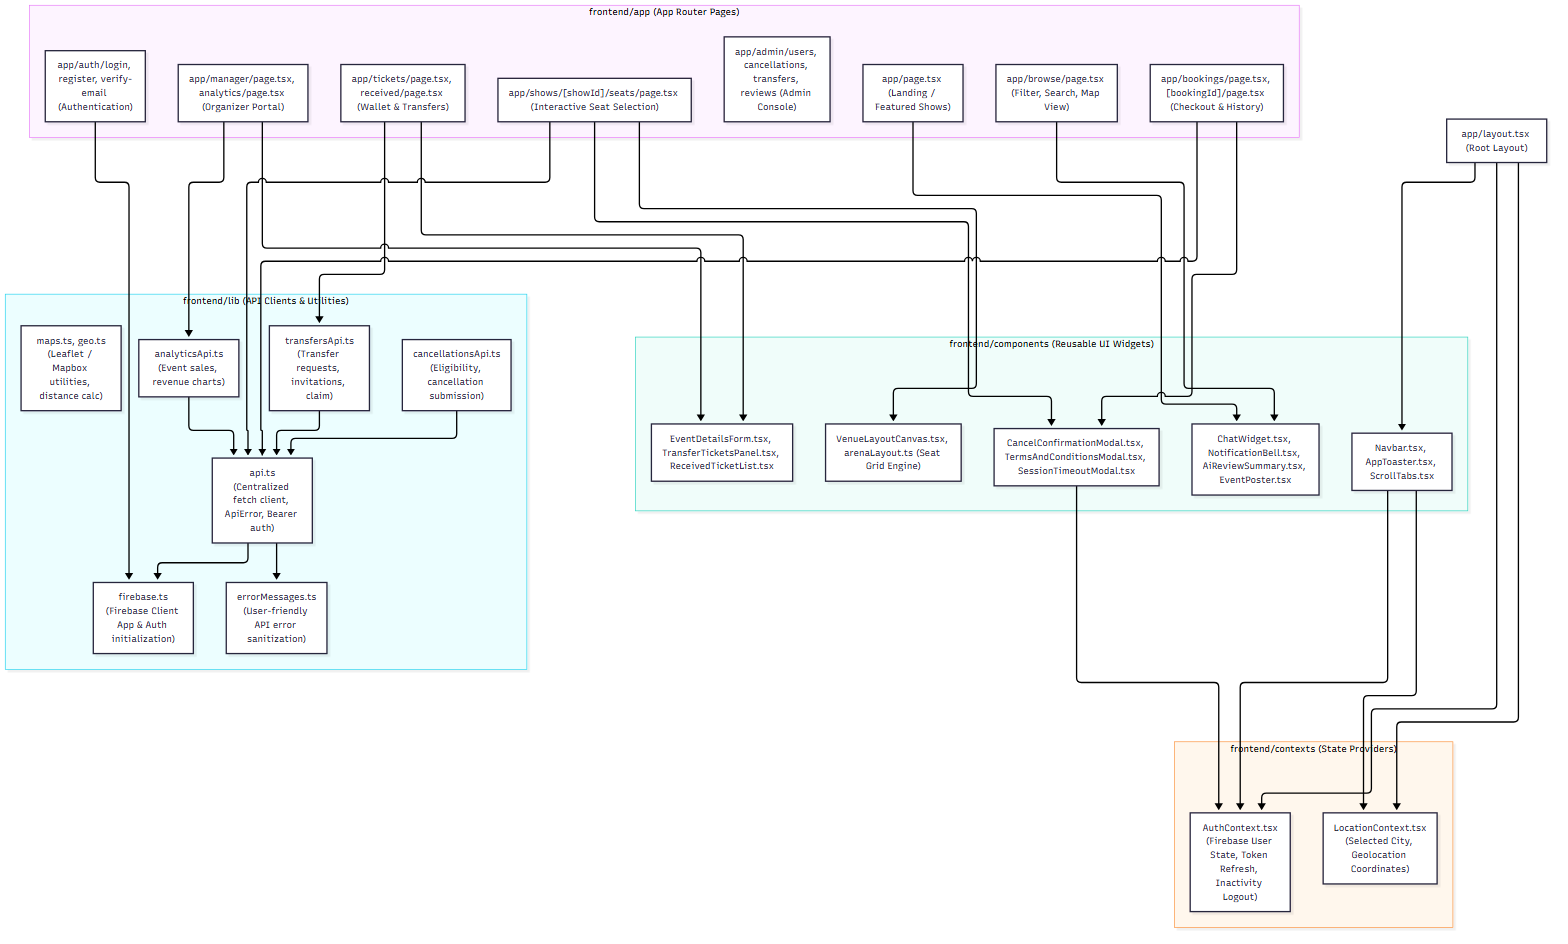 frontend/app (App Router Pages)
app/auth/login,
register, verify-
email
(Authentication)
app/manager/page.tsx,
analytics/page.tsx
(Organizer Portal)
app/tickets/page.tsx,
received/page.tsx
(Wallet & Transfers)
app/shows/[showId]/seats/page.tsx
(Interactive Seat Selection)
app/admin/users,
cancellations,
transfers,
reviews (Admin
Console)
app/page.tsx
(Landing /
Featured Shows)
app/browse/page.tsx
(Filter, Search, Map
View)
app/bookings/page.tsx,
[bookingId]/page.tsx
(Checkout & History)
app/layout.tsx
(Root Layout)
frontend/lib (API Clients & Utilities)
maps.ts, geo.ts
(Leaflet /
Mapbox
utilities,
distance calc)
analyticsApi.ts
(Event sales,
revenue charts)
transfersApi.ts
(Transfer
requests,
invitations,
claim)
cancellationsApi.ts
(Eligibility,
cancellation
submission)
api.ts
(Centralized
fetch client,
ApiError, Bearer
auth)
firebase.ts
(Firebase Client
App & Auth
initialization)
errorMessages.ts
(User-friendly
API error
sanitization)
frontend/components (Reusable UI Widgets)
EventDetailsForm.tsx,
TransferTicketsPanel.tsx,
ReceivedTicketList.tsx
VenueLayoutCanvas.tsx,
arenaLayout.ts (Seat
Grid Engine)
CancelConfirmationModal.tsx,
TermsAndConditionsModal.tsx,
SessionTimeoutModal.tsx
ChatWidget.tsx,
NotificationBell.tsx,
AiReviewSummary.tsx,
EventPoster.tsx
Navbar.tsx,
AppToaster.tsx,
ScrollTabs.tsx
frontend/contexts (State Providers)
AuthContext.tsx
(Firebase User
State, Token
Refresh,
Inactivity
Logout)
LocationContext.tsx
(Selected City,
Geolocation
Coordinates)